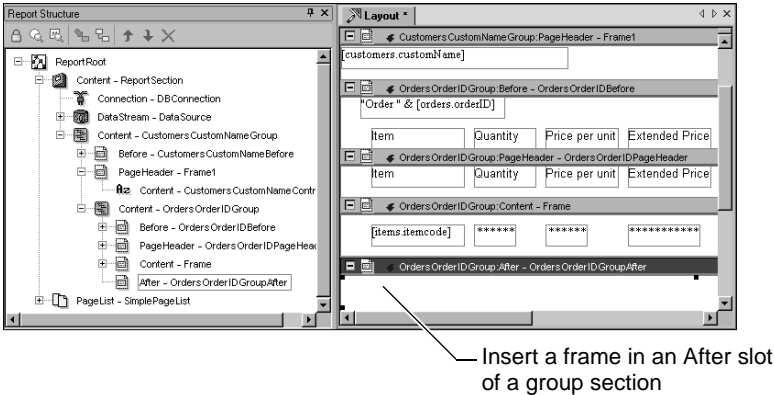 Report Structure
ReportRoot
Content - ReportSection
Connection - DBConnection
DataStream - DataSource
Content - CustomersCustomNameGroup
Before - CustomersCustomNameBefore
PageHeader - Frame1
Content - CustomersCustomNameContr
Content - OrdersOrderIDGroup
Before - OrdersOrderIDBefore
PageHeader - OrdersOrderIDPageHead
Content - Frame
After - OrdersOrderIDGroupAfter
PageList - SimplePageList
Layout *
CustomersCustomNameGroup:PageHeader - Frame1
[customers.customName]
OrdersOrderIDGroup:Before - OrdersOrderIDBefore
"Order " & [orders.orderID]
Item Quantity Price per unit Extended Price
OrdersOrderIDGroup:PageHeader - OrdersOrderIDPageHeader
Item Quantity Price per unit Extended Price
OrdersOrderIDGroup:Content - Frame
[items.itemcode] ****** ****** ***********
OrdersOrderIDGroup:After - OrdersOrderIDGroupAfter
Insert a frame in an After slot
of a group section